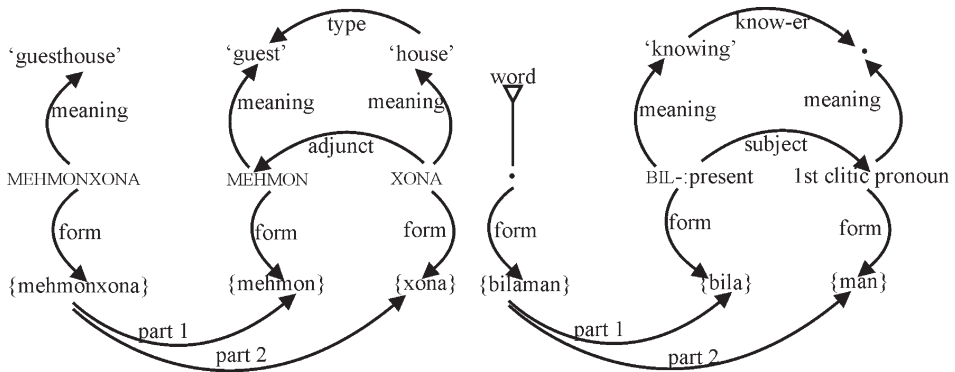 type
know-er
‘guesthouse’ ‘guest’ ‘house’ ‘knowing’ .
word
meaning meaning meaning meaning meaning
adjunct subject
MEHMONXONA MEHMON XONA . BIL-:present 1st clitic pronoun
form form form form form form
{mehmonxona} {mehmon} {xona} {bilaman} {bila} {man}
part 1 part 1
part 2 part 2